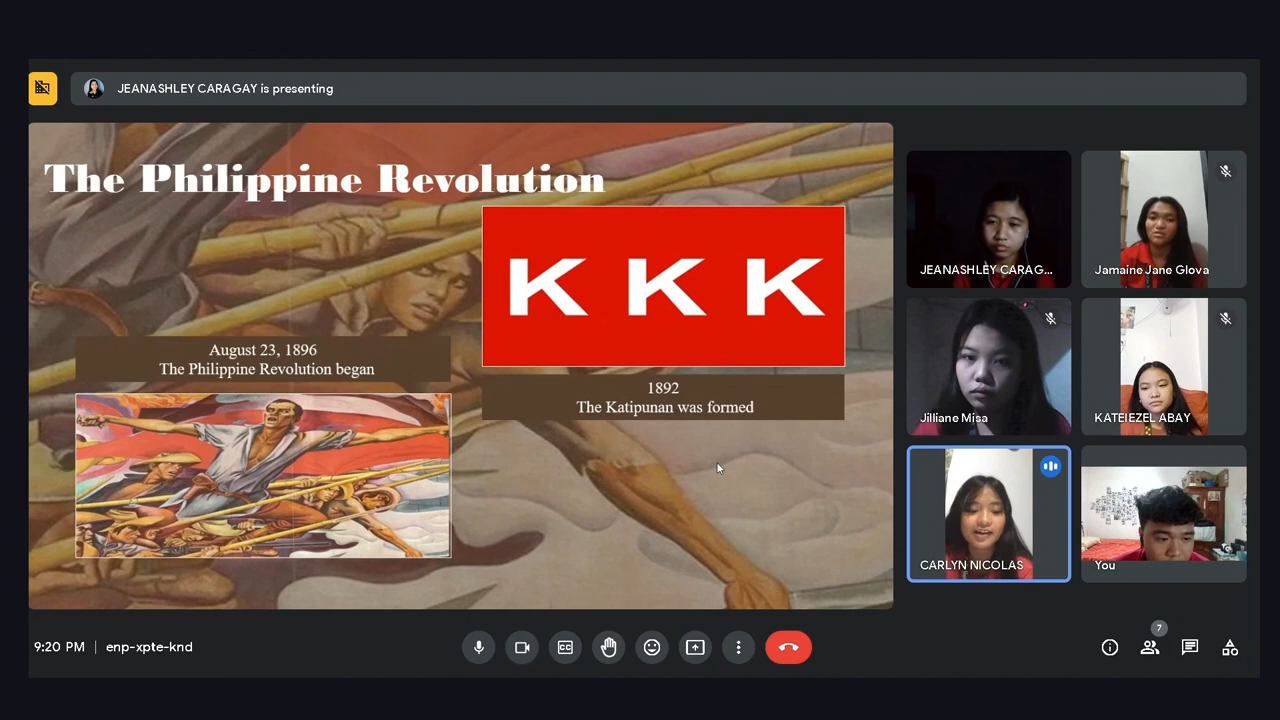 JEANASHLEY CARAGAY is presenting
The Philippine Revolution
K K K
August 23, 1896
The Philippine Revolution began
1892
The Katipunan was formed
JEANASHLEY CARAG...
Jamaine Jane Glova
Jilliane Misa
KATEIEZEL ABAY
CARLYN NICOLAS
You
9:20 PM | enp-xpte-knd
CC
7